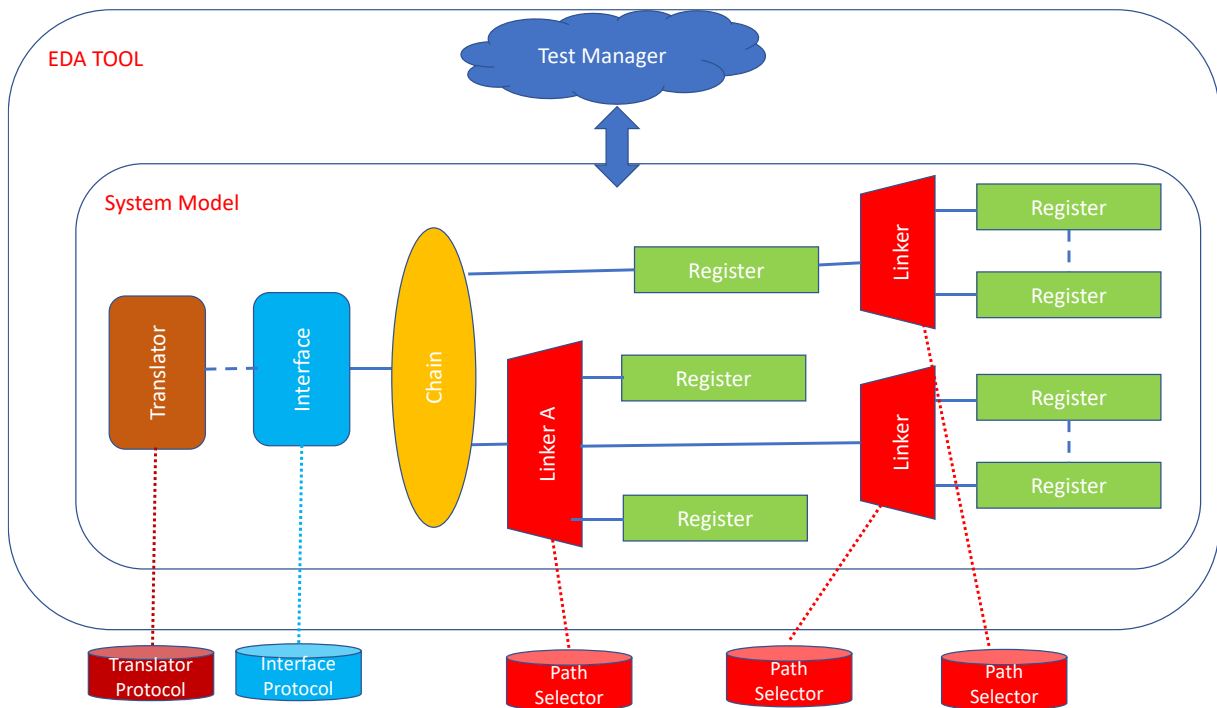 EDA TOOL
Test Manager
System Model
Translator
Interface
Chain
Register
Linker
Register
Register
Linker A
Register
Register
Linker
Register
Register
Translator
Protocol
Interface
Protocol
Path
Selector
Path
Selector
Path
Selector